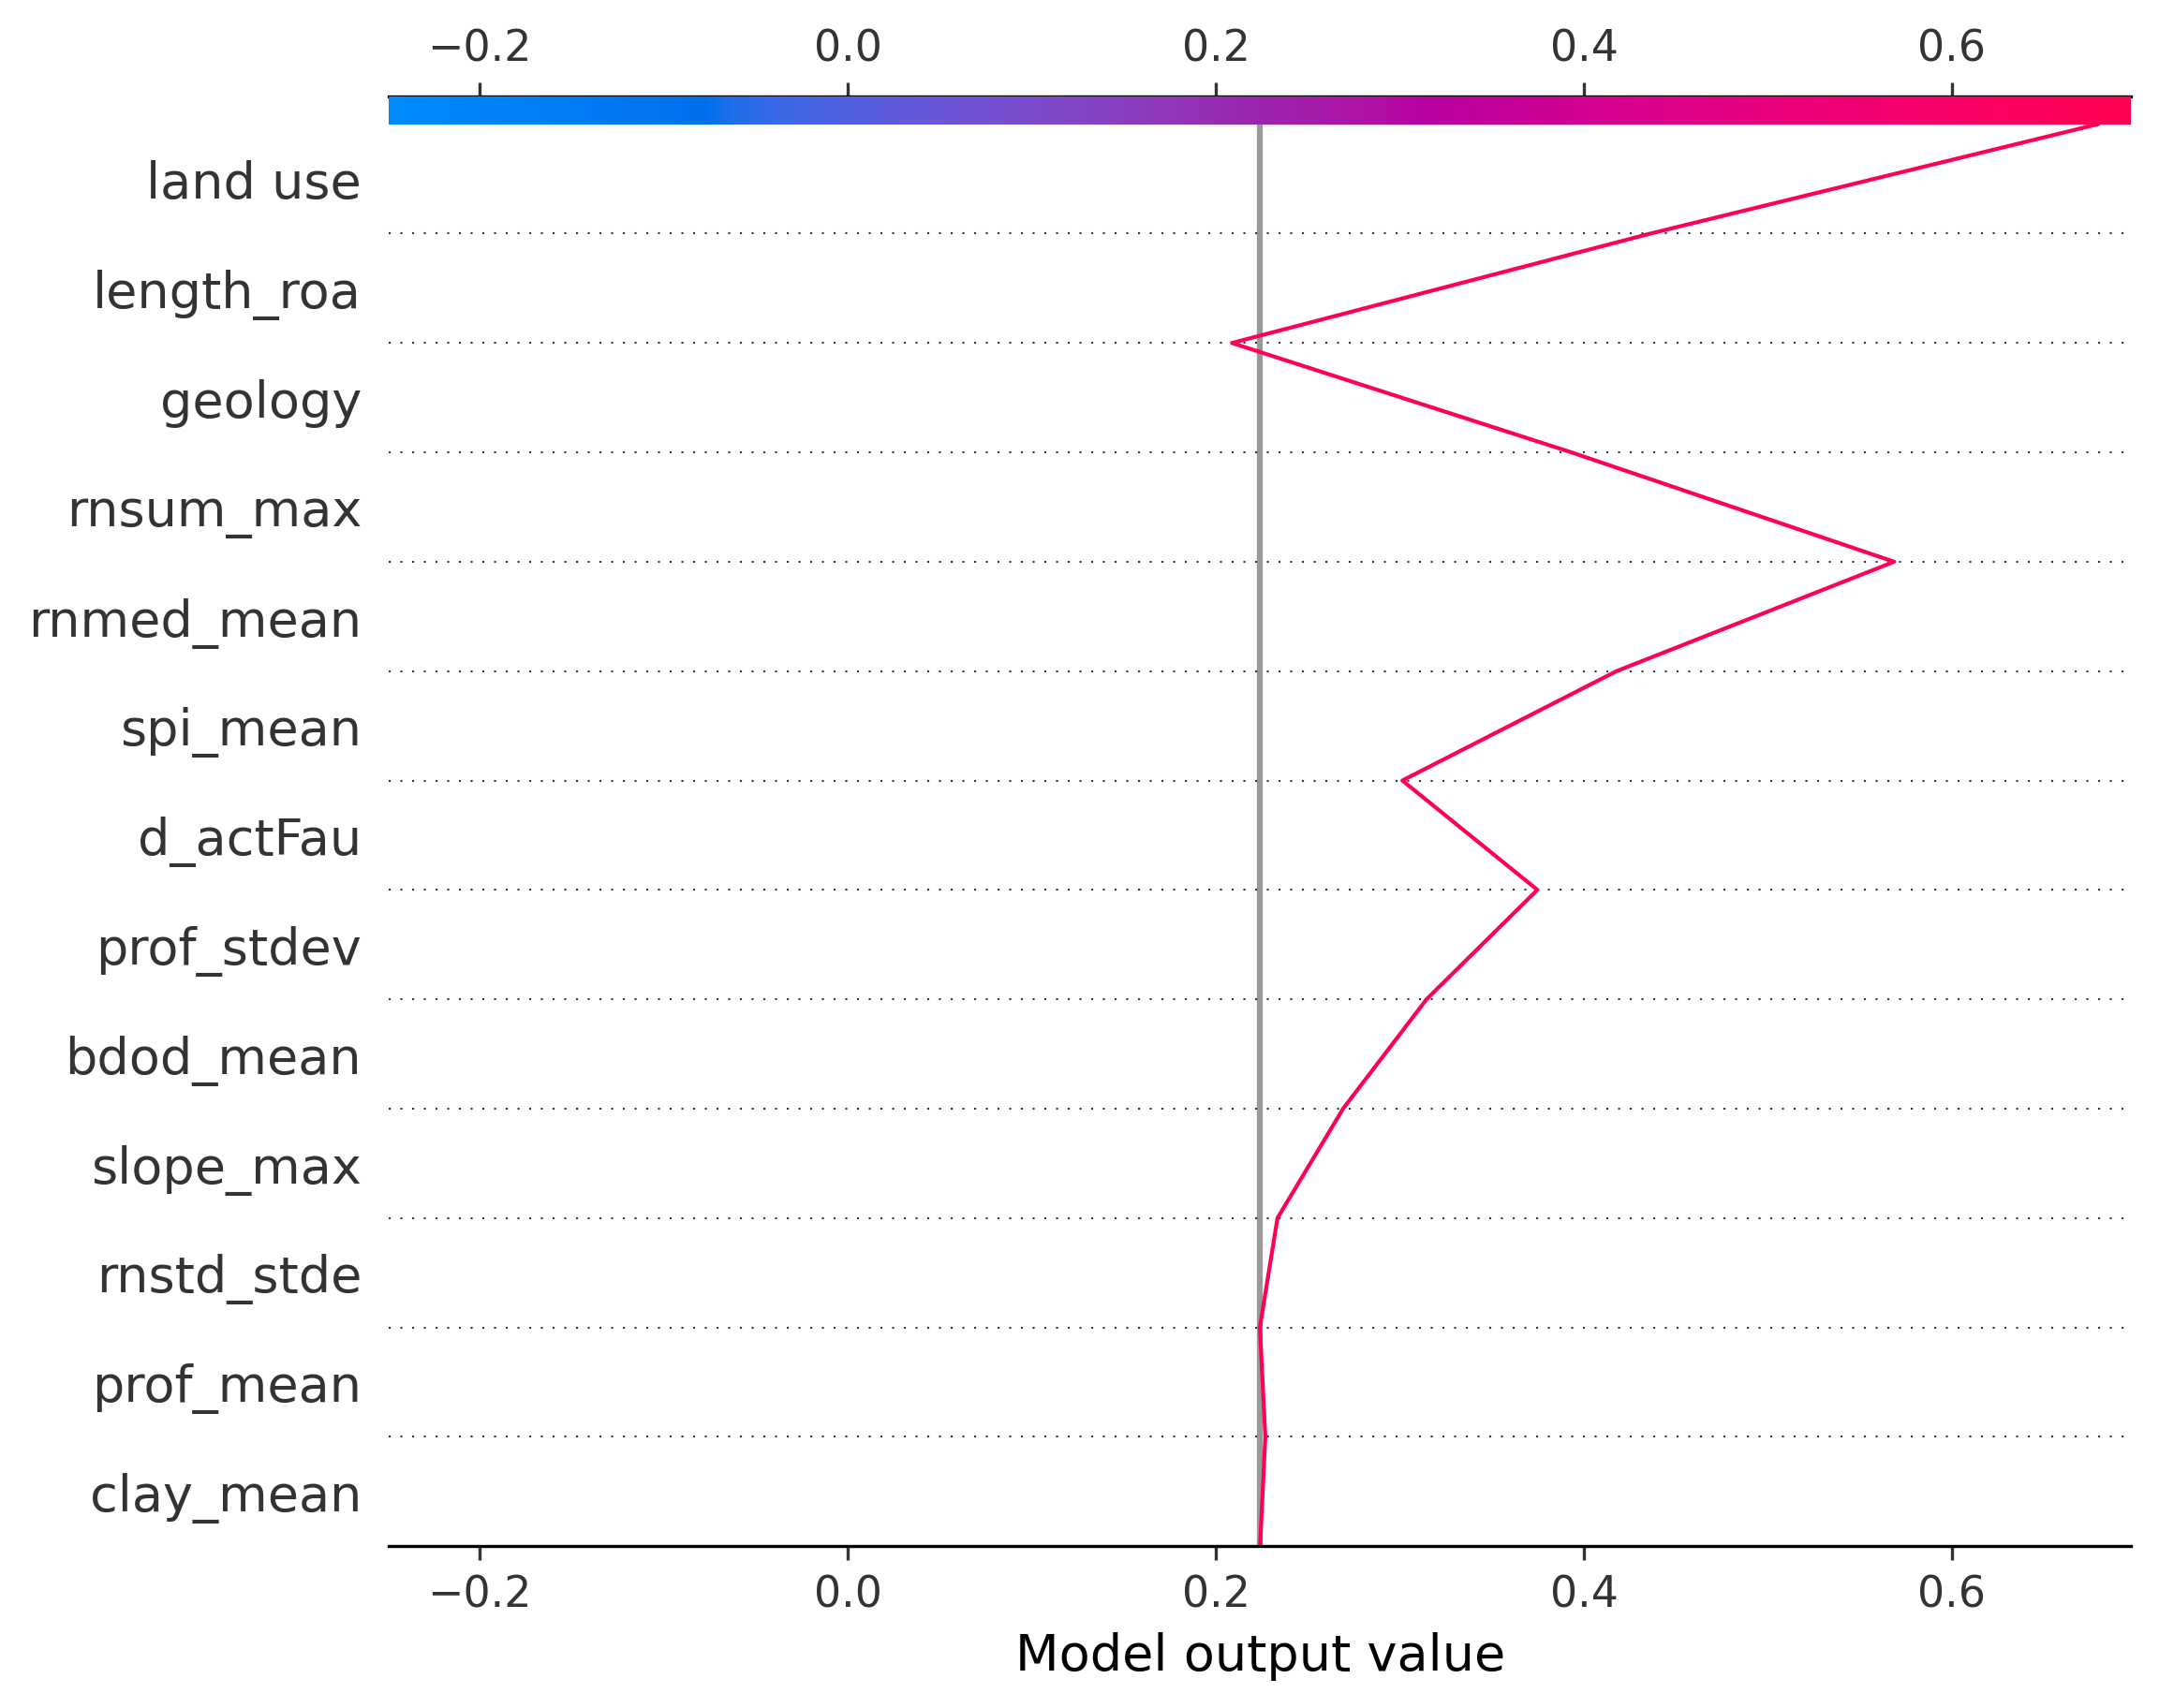 −0.2 0.0 0.2 0.4 0.6
land use
length_roa
geology
rnsum_max
rnmed_mean
spi_mean
d_actFau
prof_stdev
bdod_mean
slope_max
rnstd_stde
prof_mean
clay_mean
−0.2 0.0 0.2 0.4 0.6
Model output value